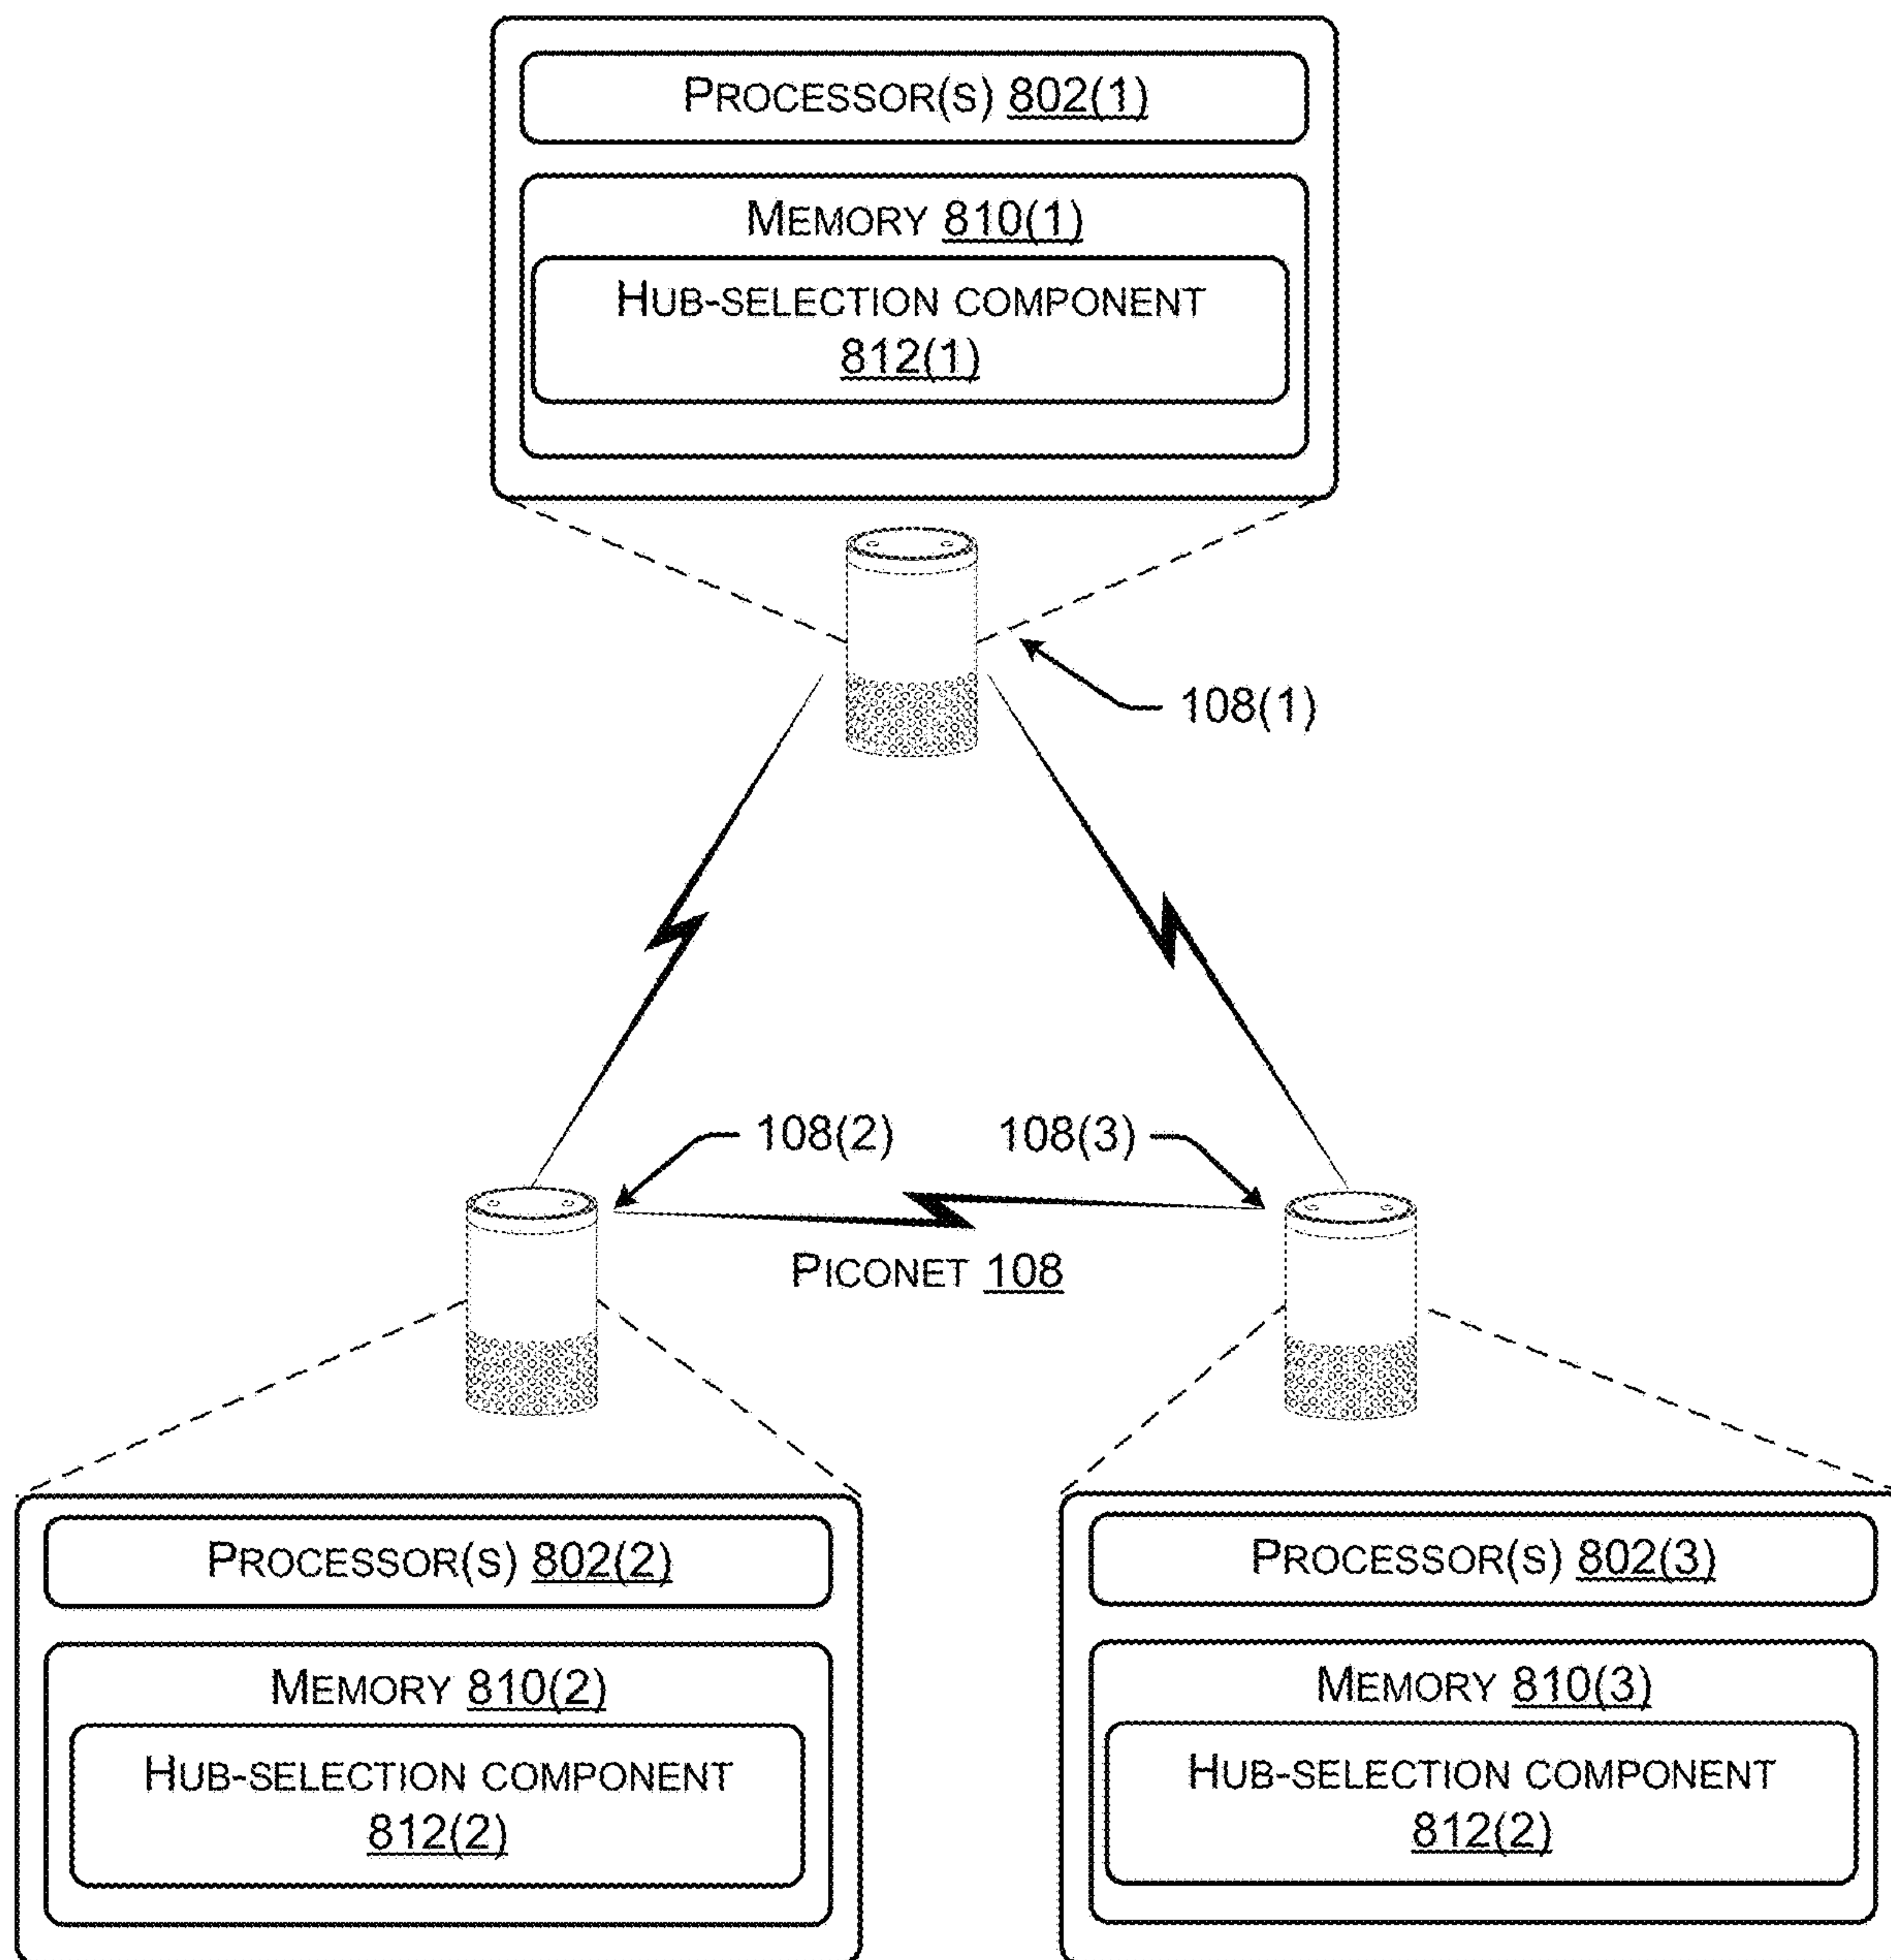 PROCESSOR(S) 802(1)
MEMORY 810(1)
HUB-SELECTION COMPONENT
812(1)
108(1)
108(2)
108(3)
PICONET 108
PROCESSOR(S) 802(2)
MEMORY 810(2)
HUB-SELECTION COMPONENT
812(2)
PROCESSOR(S) 802(3)
MEMORY 810(3)
HUB-SELECTION COMPONENT
812(2)